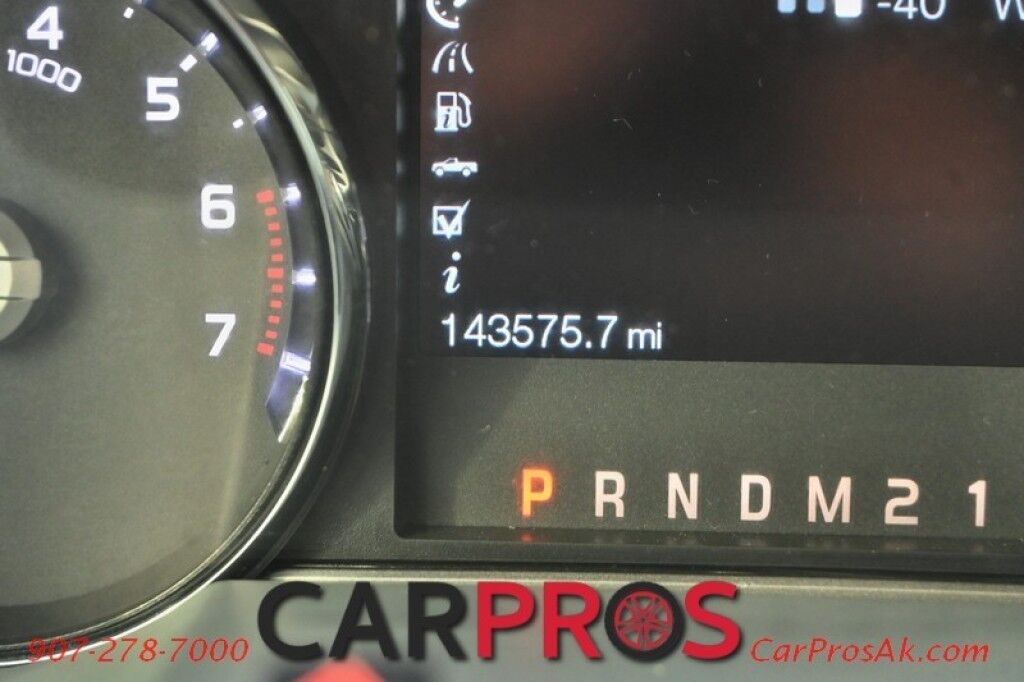 4
1000
5
6
7
-40 W
143575.7 mi
P R N D M 2 1
CARPROS
907-278-7000
CarProsAk.com